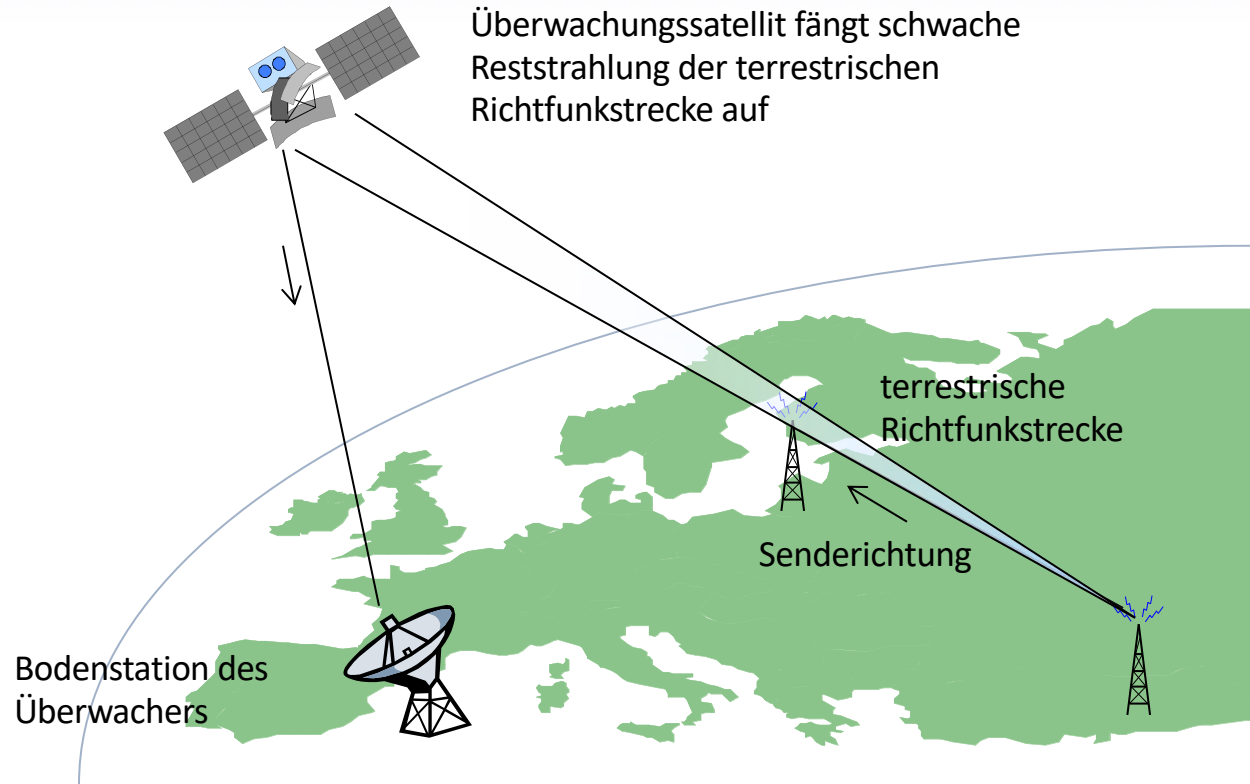 Überwachungssatellit fängt schwache
Reststrahlung der terrestrischen
Richtfunkstrecke auf
terrestrische
Richtfunkstrecke
Senderichtung
Bodenstation des
Überwachers